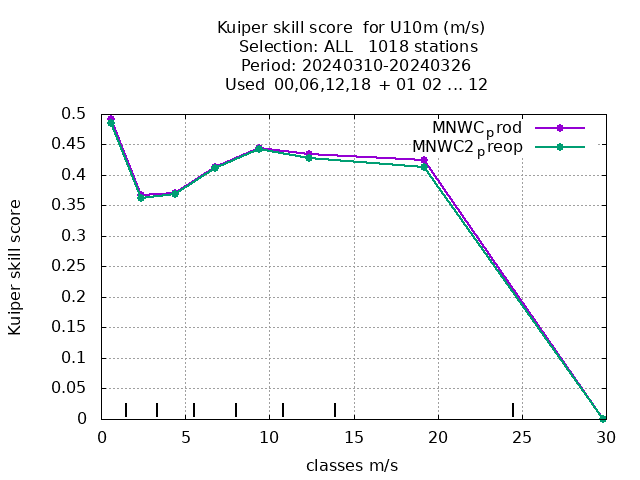 Kuiper skill score  for U10m (m/s)
Selection: ALL   1018 stations
Period: 20240310-20240326
Used  00,06,12,18 + 01 02 ... 12
MNWCprod
MNWC2preop
Kuiper skill score
0.5
0.45
0.4
0.35
0.3
0.25
0.2
0.15
0.1
0.05
0
0 5 10 15 20 25 30
classes m/s